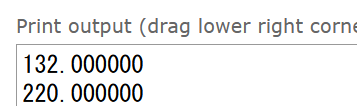 Print output (drag lower right corne
132.000000
220.000000